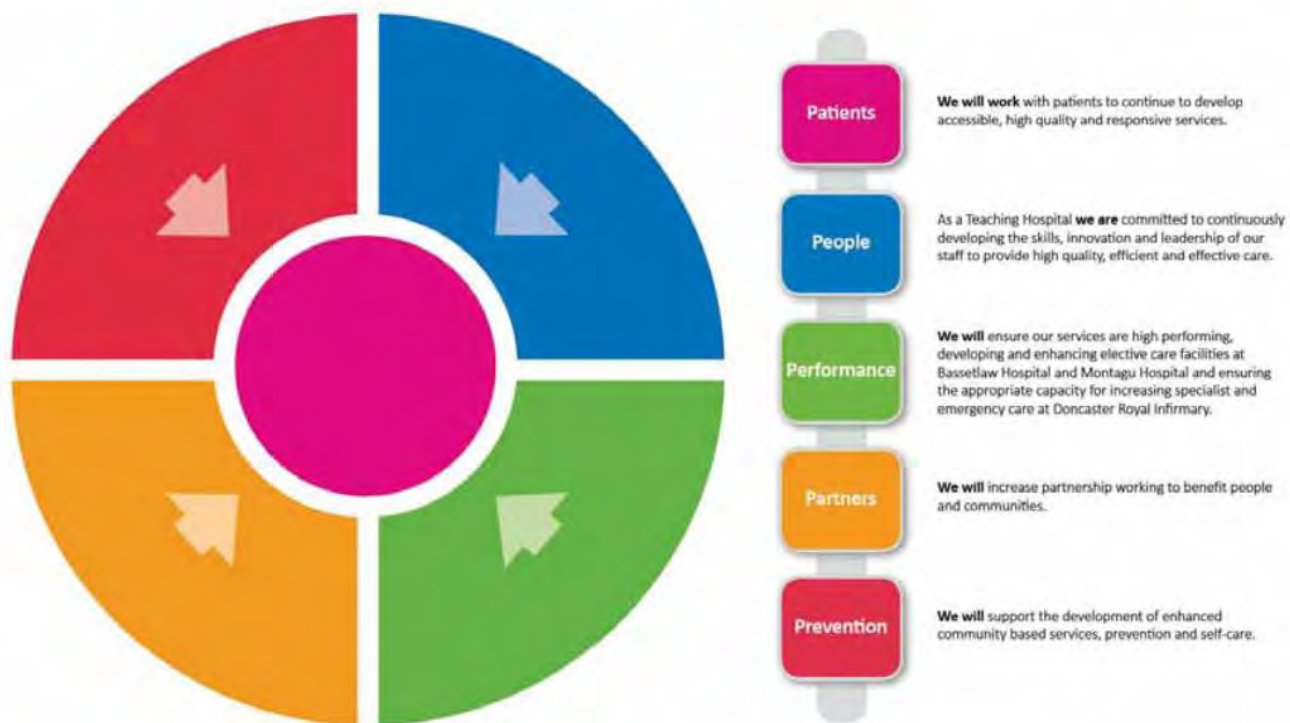 Patients
We will work with patients to continue to develop
accessible, high quality and responsive services.
People
As a Teaching Hospital we are committed to continuously
developing the skills, innovation and leadership of our
staff to provide high quality, efficient and effective care.
Performance
We will ensure our services are high performing,
developing and enhancing elective care facilities at
Bassetlaw Hospital and Montagu Hospital and ensuring
the appropriate capacity for increasing specialist and
emergency care at Doncaster Royal Infirmary.
Partners
We will increase partnership working to benefit people
and communities.
Prevention
We will support the development of enhanced
community based services, prevention and self-care.